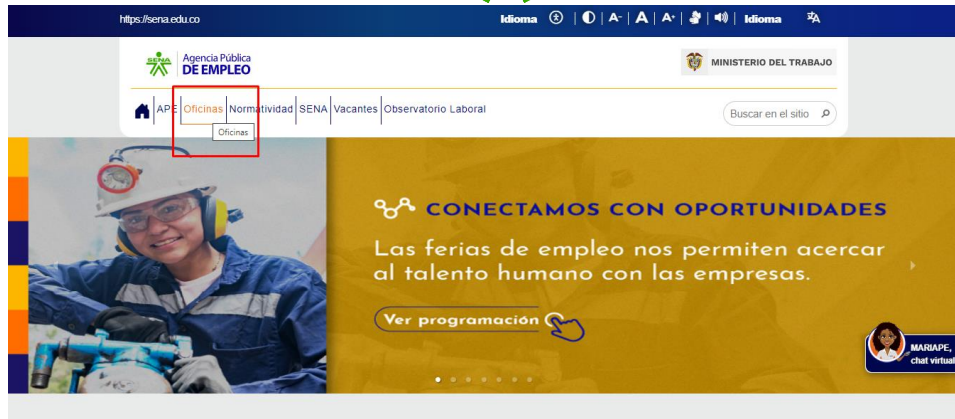 https://sena.edu.co
Idioma | A- | A | A+ | | Idioma
SENA Agencia Pública
DE EMPLEO
MINISTERIO DEL TRABAJO
APE Oficinas Normatividad SENA Vacantes Observatorio Laboral
Buscar en el sitio
Oficinas
CONECTAMOS CON OPORTUNIDADES
Las ferias de empleo nos permiten acercar
al talento humano con las empresas.
Ver programación
MARIAPE,
chat virtual